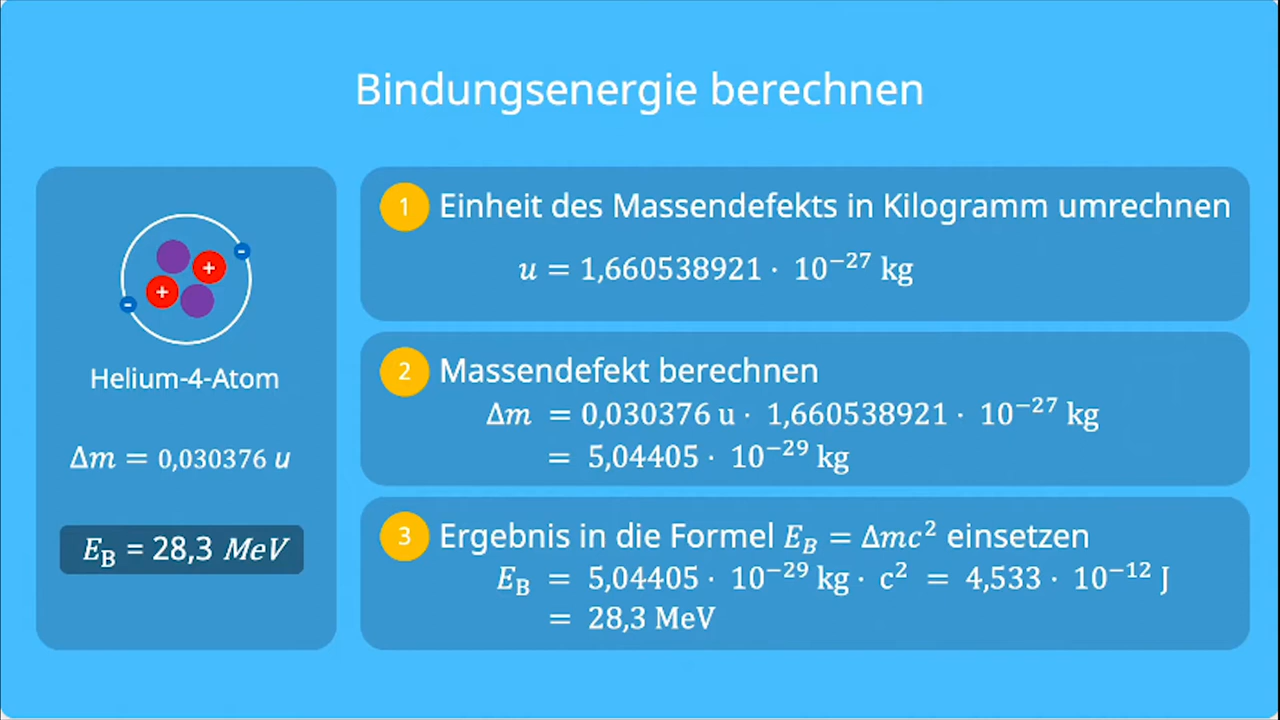 Bindungsenergie berechnen
+
-
+
-
Helium-4-Atom
Δm = 0,030376 u
E_B = 28,3 MeV
1 Einheit des Massendefekts in Kilogramm umrechnen
u = 1,660538921 · 10⁻²⁷ kg
2 Massendefekt berechnen
Δm = 0,030376 u · 1,660538921 · 10⁻²⁷ kg
= 5,04405 · 10⁻²⁹ kg
3 Ergebnis in die Formel E_B = Δmc² einsetzen
E_B = 5,04405 · 10⁻²⁹ kg · c² = 4,533 · 10⁻¹² J
= 28,3 MeV